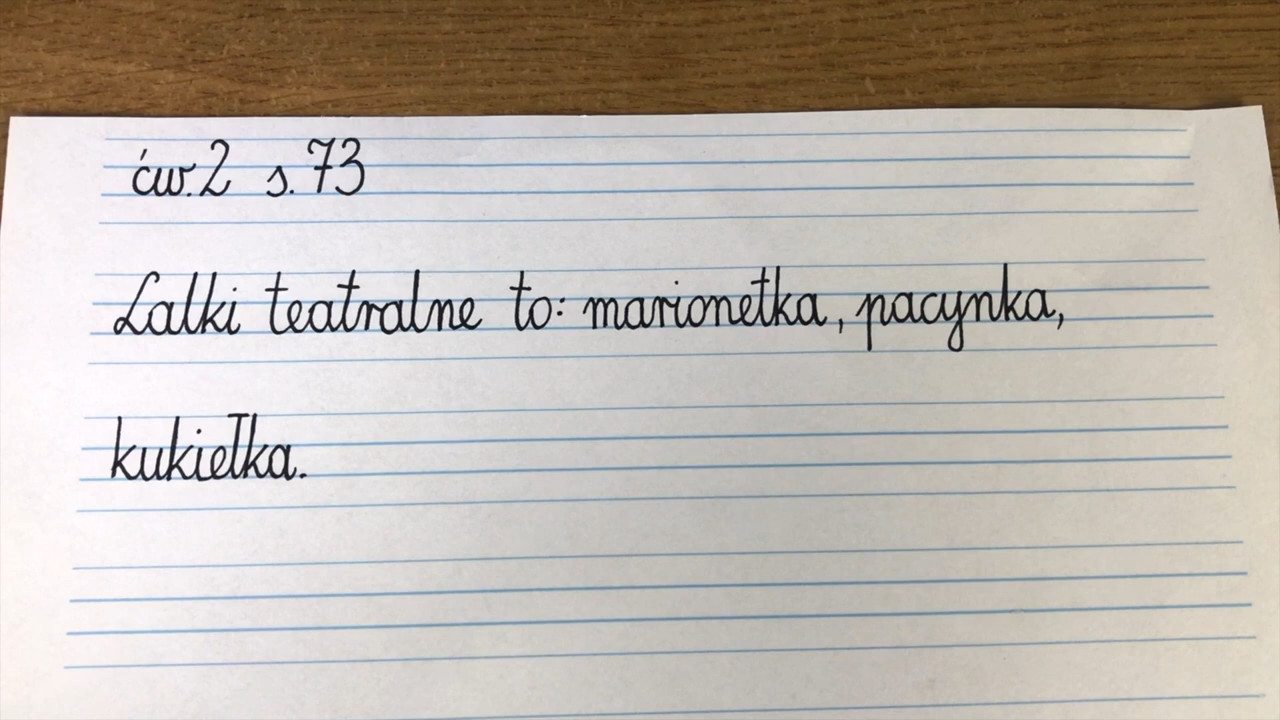 ćw.2 s.73
Lalki teatralne to: marionetka, pacynka,
kukiełka.